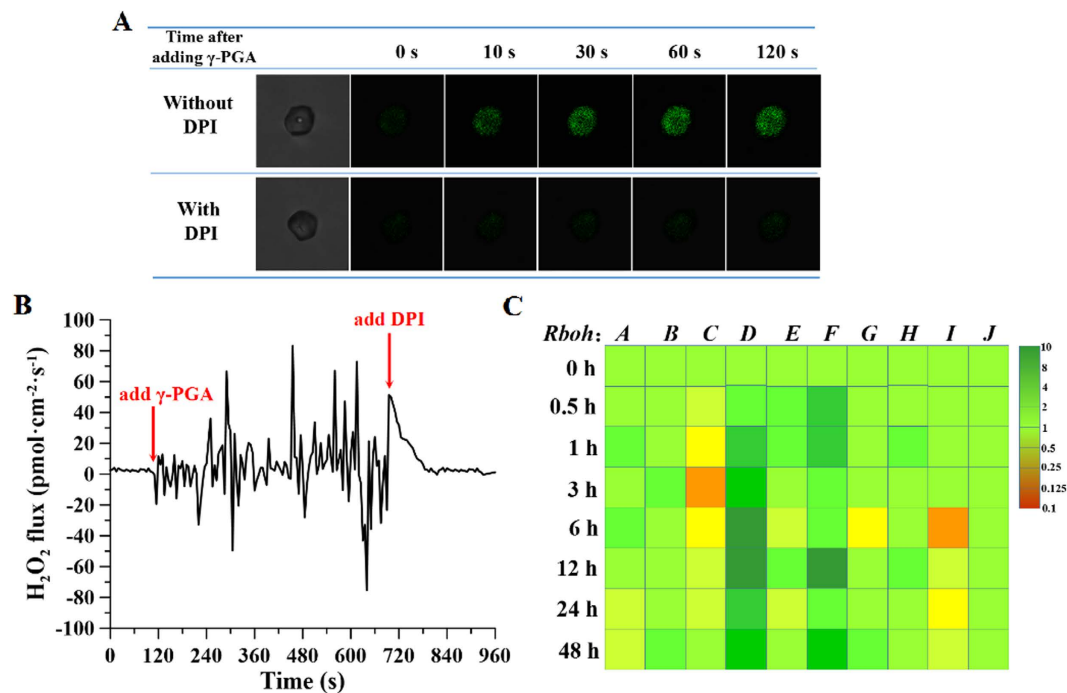 A
Time after
adding γ-PGA
0 s
10 s
30 s
60 s
120 s
Without
DPI
With
DPI
B
100
80
60
40
20
0
-20
-40
-60
-80
-100
H₂O₂ flux (pmol·cm⁻²·s⁻¹)
add γ-PGA
add DPI
0 120 240 360 480 600 720 840 960
Time (s)
C
Rboh: A B C D E F G H I J
0 h
0.5 h
1 h
3 h
6 h
12 h
24 h
48 h
10
8
4
2
1
0.5
0.25
0.125
0.1